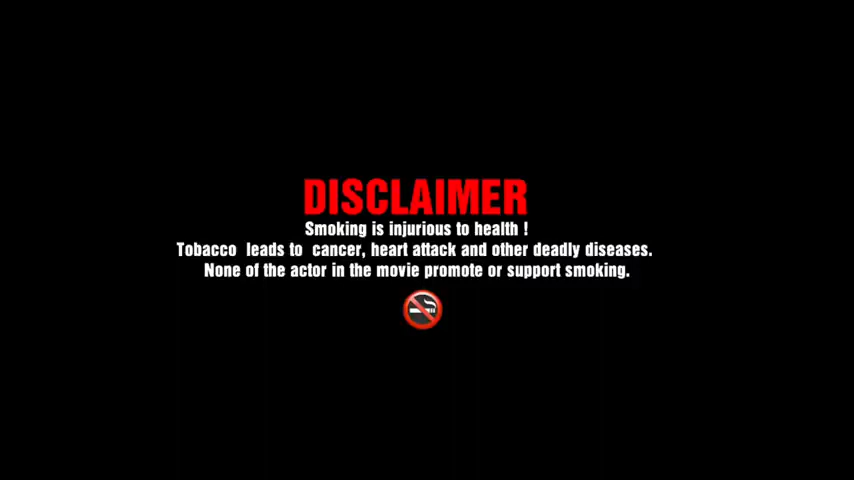 DISCLAIMER
Smoking is injurious to health !
Tobacco leads to cancer, heart attack and other deadly diseases.
None of the actor in the movie promote or support smoking.